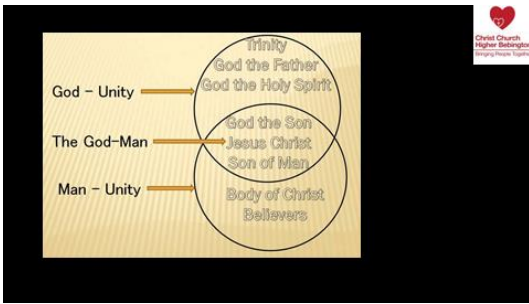 Trinity
God the Father
God the Holy Spirit
God – Unity
God the Son
Jesus Christ
Son of Man
The God-Man
Body of Christ
Believers
Man – Unity
Christ Church
Higher Bebington
Bringing People Together